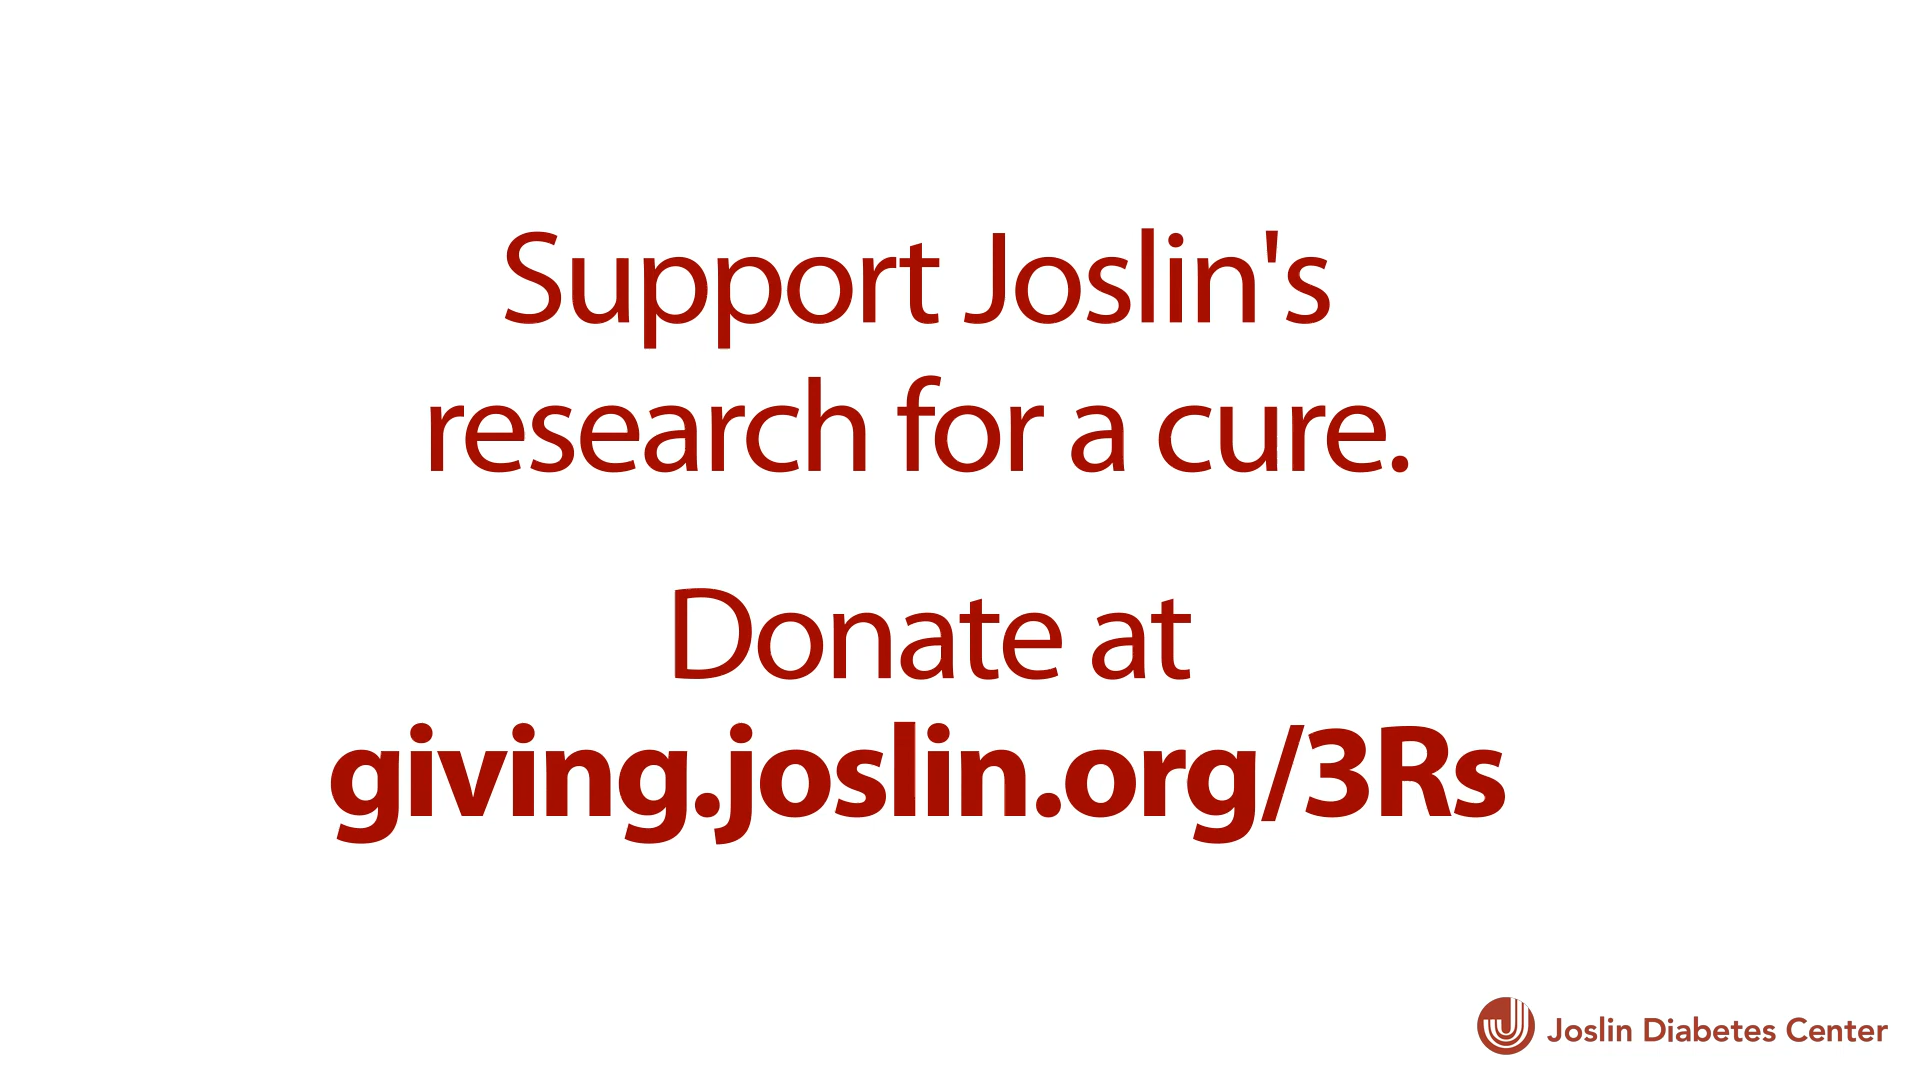 Support Joslin's
research for a cure.
Donate at
giving.joslin.org/3Rs
Joslin Diabetes Center